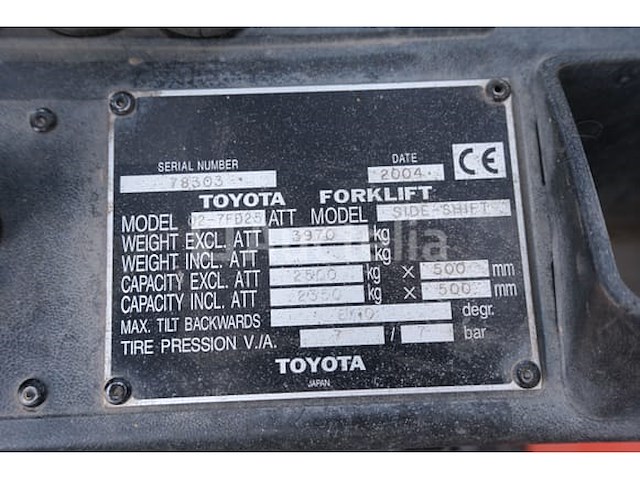 SERIAL NUMBER 78303
DATE 2004
CE
TOYOTA FORKLIFT
MODEL 02-7FD25 ATT MODEL SIDE-SHIFT
WEIGHT EXCL. ATT 3970 kg
WEIGHT INCL. ATT kg
CAPACITY EXCL. ATT 2500 kg × 500 mm
CAPACITY INCL. ATT 2350 kg × 500 mm
MAX. TILT BACKWARDS degr.
TIRE PRESSION V./A. 7 / 7 bar
TOYOTA
JAPAN